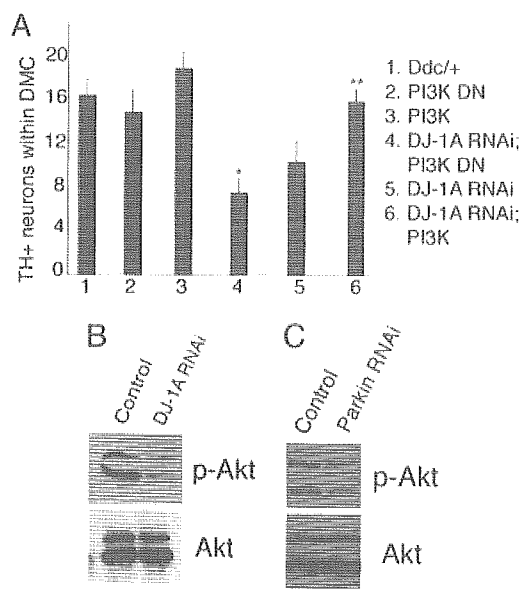 A
TH+ neurons within DMC
20
16
12
8
4
0
*
**
1 2 3 4 5 6
1. Ddc/+
2. PI3K DN
3. PI3K
4. DJ-1A RNAi;
PI3K DN
5. DJ-1A RNAi
6. DJ-1A RNAi;
PI3K
B
Control
DJ-1A RNAi
p-Akt
Akt
C
Control
Parkin RNAi
p-Akt
Akt